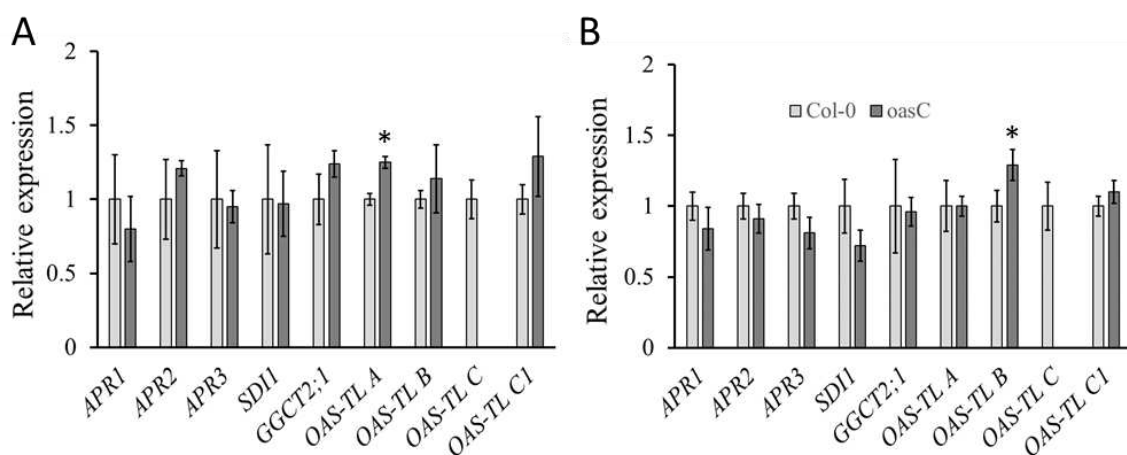 A
Relative expression
2
1.5
1
0.5
0
*
APR1
APR2
APR3
SDI1
GGCT2;1
OAS-TL A
OAS-TL B
OAS-TL C
OAS-TL C1
B
Relative expression
2
1.5
1
0.5
0
Col-0 oasC
*
APR1
APR2
APR3
SDI1
GGCT2;1
OAS-TL A
OAS-TL B
OAS-TL C
OAS-TL C1